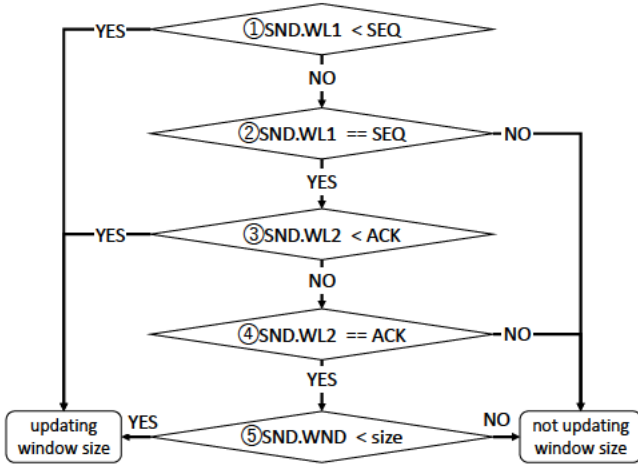 YES
①SND.WL1 < SEQ
NO
②SND.WL1 == SEQ
NO
YES
YES
③SND.WL2 < ACK
NO
④SND.WL2 == ACK
NO
YES
updating
window size
YES
⑤SND.WND < size
NO
not updating
window size